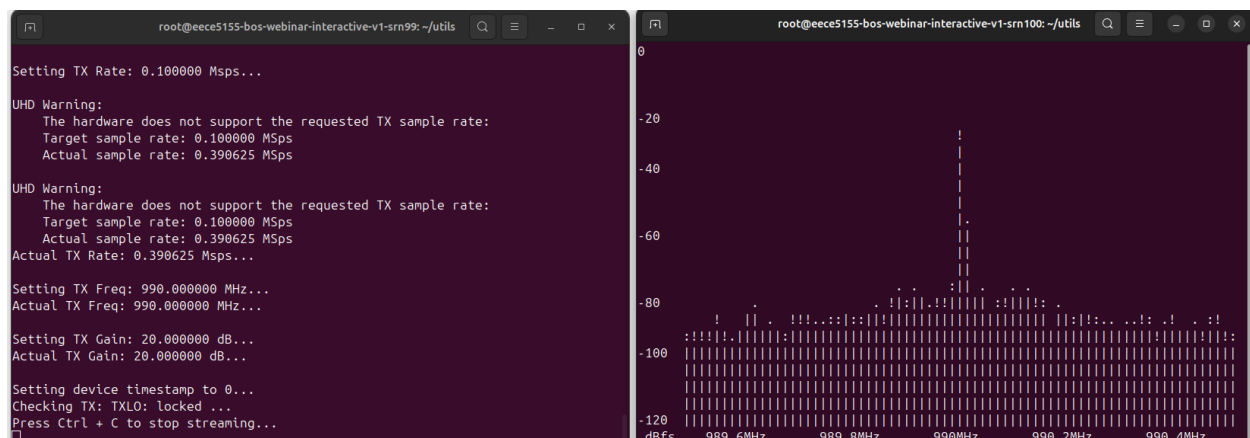 root@eece5155-bos-webinar-interactive-v1-srn99: ~/utils
Setting TX Rate: 0.100000 Msps...
UHD Warning:
The hardware does not support the requested TX sample rate:
Target sample rate: 0.100000 MSps
Actual sample rate: 0.390625 MSps
UHD Warning:
The hardware does not support the requested TX sample rate:
Target sample rate: 0.100000 MSps
Actual sample rate: 0.390625 MSps
Actual TX Rate: 0.390625 Msps...
Setting TX Freq: 990.000000 MHz...
Actual TX Freq: 990.000000 MHz...
Setting TX Gain: 20.000000 dB...
Actual TX Gain: 20.000000 dB...
Setting device timestamp to 0...
Checking TX: TXLO: locked ...
Press Ctrl + C to stop streaming...
root@eece5155-bos-webinar-interactive-v1-srn100: ~/utils
0
-20
-40
-60
-80
-100
-120
dBfs 989.6MHz 989.8MHz 990MHz 990.2MHz 990.4MHz